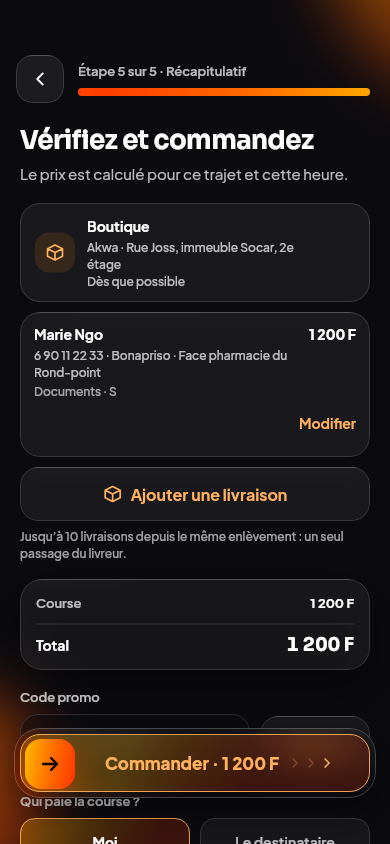 Étape 5 sur 5 · Récapitulatif
Vérifiez et commandez
Le prix est calculé pour ce trajet et cette heure.
Boutique
Akwa · Rue Joss, immeuble Socar, 2e
étage
Dès que possible
Marie Ngo 1 200 F
6 90 11 22 33 · Bonapriso · Face pharmacie du
Rond-point
Documents · S
Modifier
Ajouter une livraison
Jusqu'à 10 livraisons depuis le même enlèvement : un seul
passage du livreur.
Course 1 200 F
Total 1 200 F
Code promo
Commander · 1 200 F
Qui paie la course ?
Moi Le destinataire